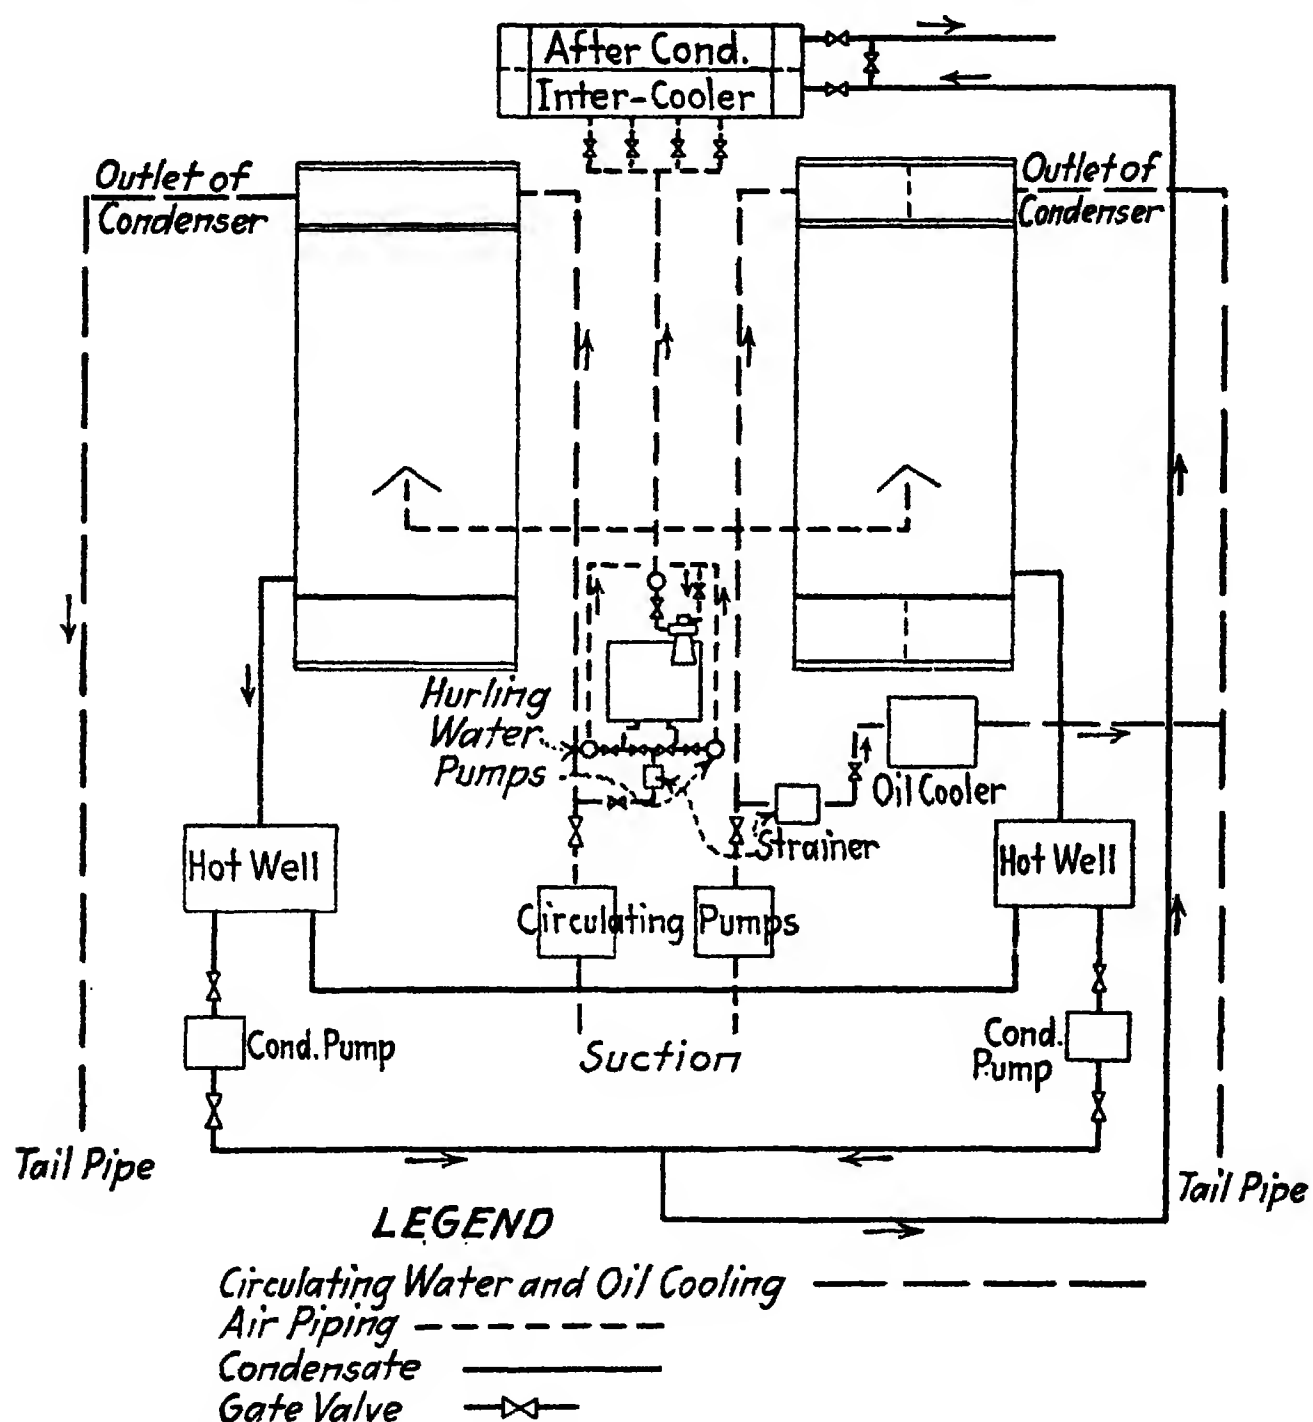 After Cond.
Inter-Cooler
Outlet of
Condenser
Outlet of
Condenser
Hurling
Water
Pumps
Oil Cooler
Strainer
Hot Well
Hot Well
Circulating Pumps
Cond. Pump
Cond.
Pump
Suction
Tail Pipe
Tail Pipe
LEGEND
Circulating Water and Oil Cooling
Air Piping
Condensate
Gate Valve